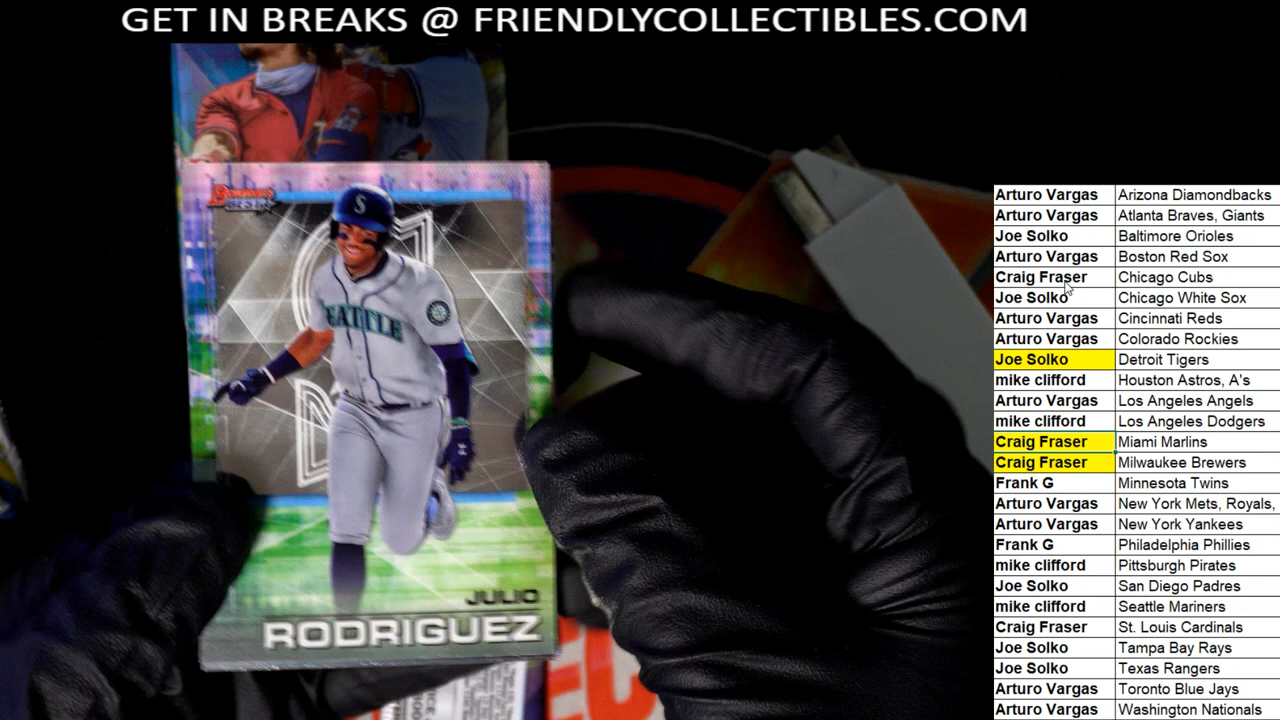 GET IN BREAKS @ FRIENDLYCOLLECTIBLES.COM
BOWMAN'S
BEST
S
SEATTLE
JULIO
RODRIGUEZ
Arturo Vargas Arizona Diamondbacks
Arturo Vargas Atlanta Braves, Giants
Joe Solko Baltimore Orioles
Arturo Vargas Boston Red Sox
Craig Fraser Chicago Cubs
Joe Solko Chicago White Sox
Arturo Vargas Cincinnati Reds
Arturo Vargas Colorado Rockies
Joe Solko Detroit Tigers
mike clifford Houston Astros, A's
Arturo Vargas Los Angeles Angels
mike clifford Los Angeles Dodgers
Craig Fraser Miami Marlins
Craig Fraser Milwaukee Brewers
Frank G Minnesota Twins
Arturo Vargas New York Mets, Royals,
Arturo Vargas New York Yankees
Frank G Philadelphia Phillies
mike clifford Pittsburgh Pirates
Joe Solko San Diego Padres
mike clifford Seattle Mariners
Craig Fraser St. Louis Cardinals
Joe Solko Tampa Bay Rays
Joe Solko Texas Rangers
Arturo Vargas Toronto Blue Jays
Arturo Vargas Washington Nationals